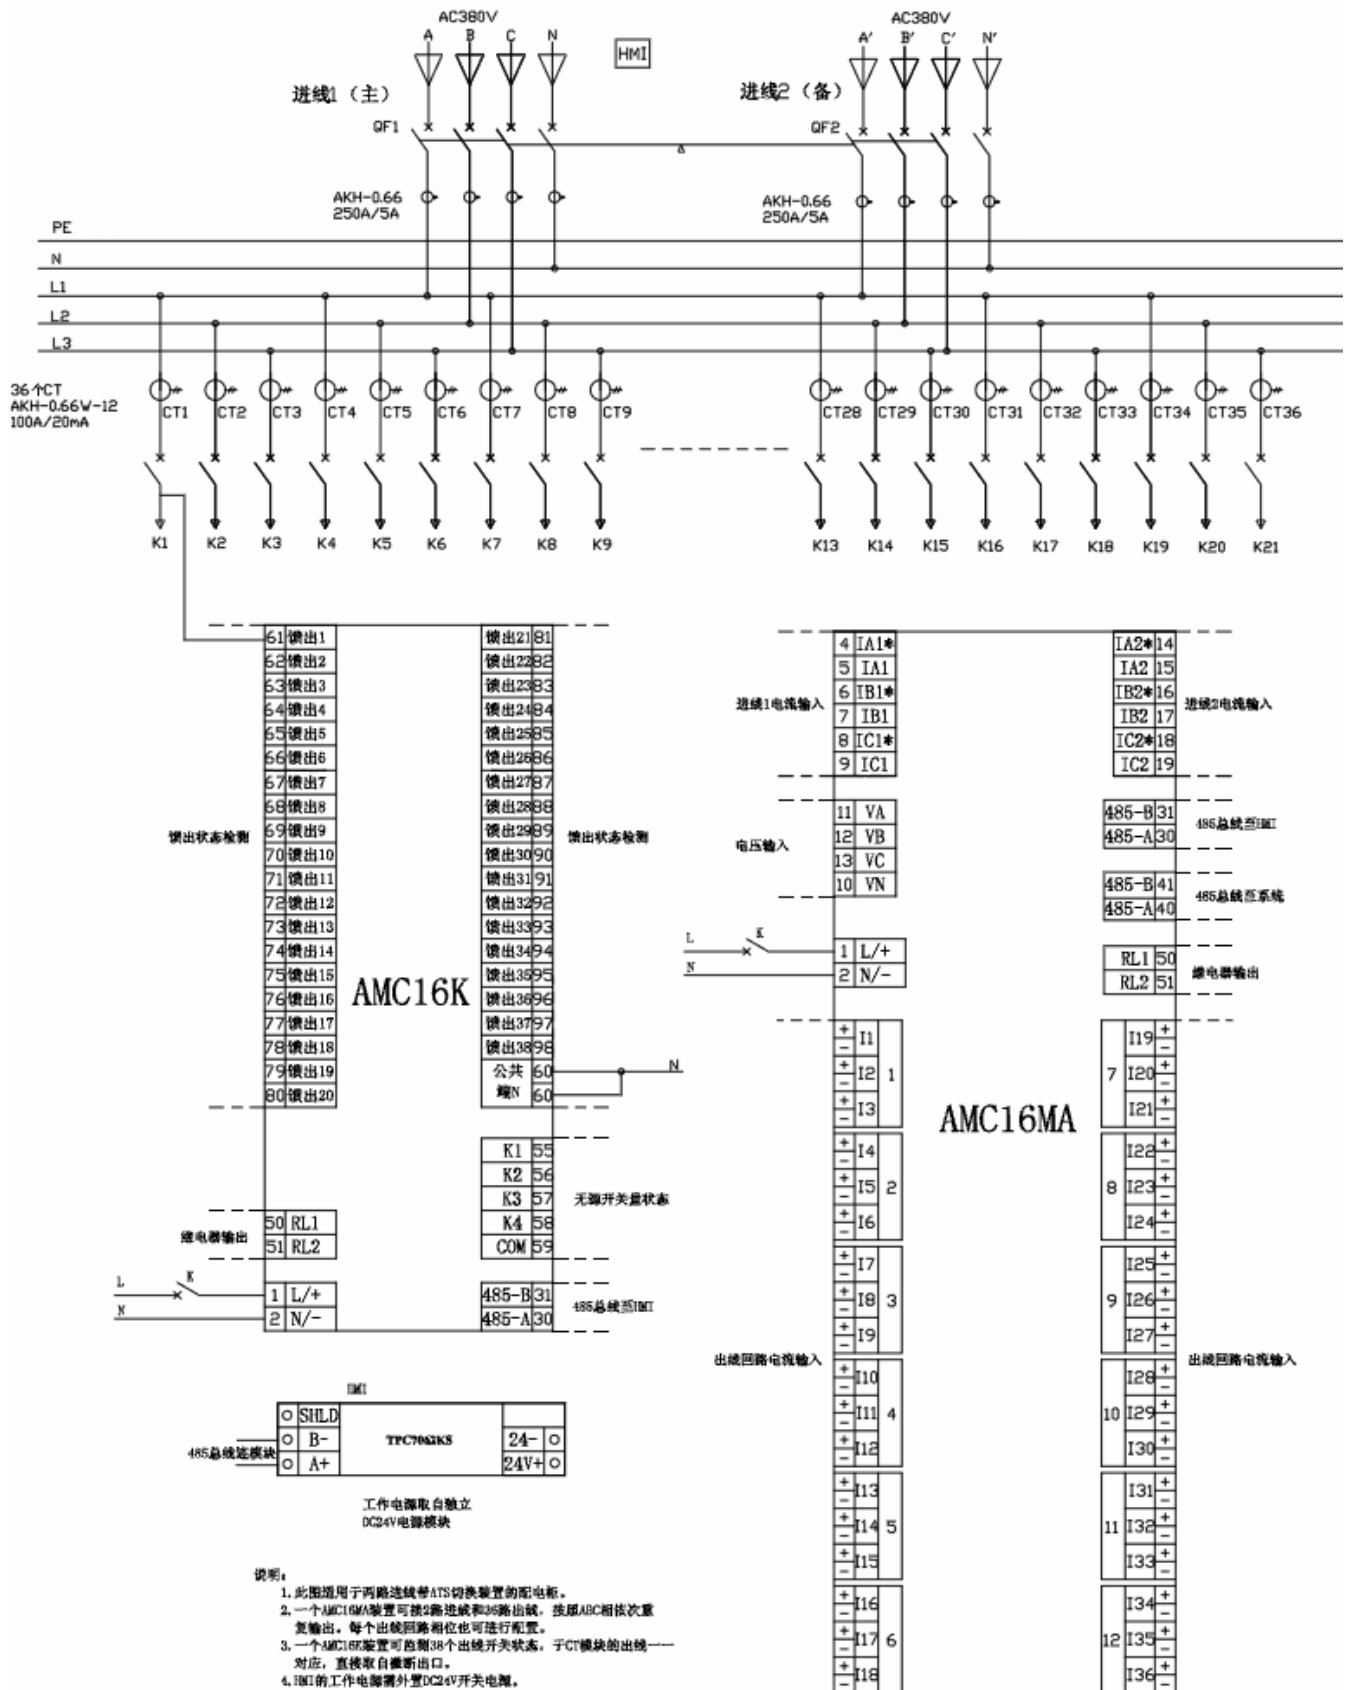 AC380V
AC380V
A B C N
HMI
A' B' C' N'
进线1（主）
进线2（备）
QF1
QF2
AKH-0.66
250A/5A
AKH-0.66
250A/5A
PE
N
L1
L2
L3
36个CT
AKH-0.66W-12
100A/20mA
CT1 CT2 CT3 CT4 CT5 CT6 CT7 CT8 CT9 CT28 CT29 CT30 CT31 CT32 CT33 CT34 CT35 CT36
K1 K2 K3 K4 K5 K6 K7 K8 K9 K13 K14 K15 K16 K17 K18 K19 K20 K21
61 馈出1
62 馈出2
63 馈出3
64 馈出4
65 馈出5
66 馈出6
67 馈出7
68 馈出8
69 馈出9
70 馈出10
71 馈出11
72 馈出12
73 馈出13
74 馈出14
75 馈出15
76 馈出16
77 馈出17
78 馈出18
79 馈出19
80 馈出20
馈出状态检测
AMC16K
馈出21 81
馈出22 82
馈出23 83
馈出24 84
馈出25 85
馈出26 86
馈出27 87
馈出28 88
馈出29 89
馈出30 90
馈出31 91
馈出32 92
馈出33 93
馈出34 94
馈出35 95
馈出36 96
馈出37 97
馈出38 98
公共 60
端N 60
馈出状态检测
N
K1 55
K2 56
K3 57
K4 58
COM 59
无源开关量状态
继电器输出
50 RL1
51 RL2
L
K
N
1 L/+
2 N/-
485-B 31
485-A 30
485总线至HMI
HMI
SHLD
B-
A+
485总线连模块
TPC7062KS
24-
24V+
工作电源取自独立
DC24V电源模块
说明：
1. 此图适用于两路进线带ATS切换装置的配电柜。
2. 一个AMC16MA装置可接2路进线和36路出线，按照ABC相依次重
复输出。每个出线回路相位也可进行配置。
3. 一个AMC16K装置可监测38个出线开关状态，于CT模块的出线一一
对应，直接取自微断出口。
4. HMI的工作电源需外置DC24V开关电源。
4 IA1*
5 IA1
6 IB1*
7 IB1
8 IC1*
9 IC1
进线1电流输入
IA2* 14
IA2 15
IB2* 16
IB2 17
IC2* 18
IC2 19
进线2电流输入
11 VA
12 VB
13 VC
10 VN
电压输入
485-B 31
485-A 30
485总线至HMI
485-B 41
485-A 40
485总线至系统
L
K
N
1 L/+
2 N/-
RL1 50
RL2 51
继电器输出
AMC16MA
出线回路电流输入
+ - I1
+ - I2 1
+ - I3
+ - I4
+ - I5 2
+ - I6
+ - I7
+ - I8 3
+ - I9
+ - I10
+ - I11 4
+ - I12
+ - I13
+ - I14 5
+ - I15
+ - I16
+ - I17 6
+ - I18
I19 + -
7 I20 + -
I21 + -
I22 + -
8 I23 + -
I24 + -
I25 + -
9 I26 + -
I27 + -
I28 + -
10 I29 + -
I30 + -
I31 + -
11 I32 + -
I33 + -
I34 + -
12 I35 + -
I36 + -
出线回路电流输入